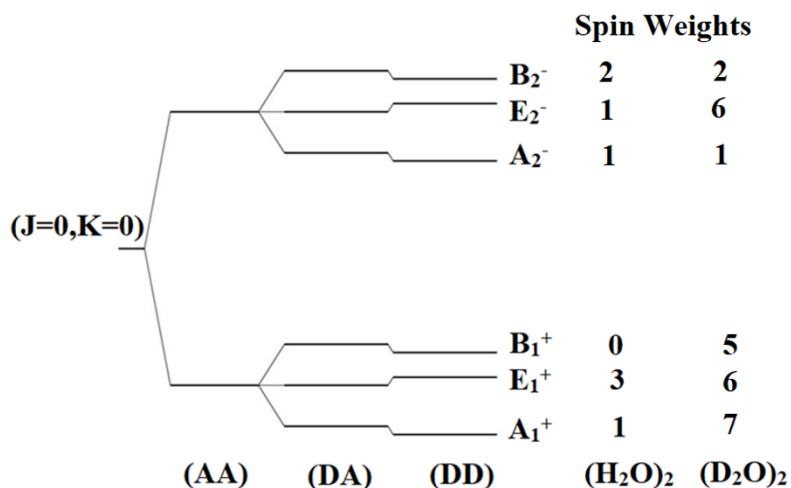 Spin Weights
B₂⁻ 2 2
E₂⁻ 1 6
A₂⁻ 1 1
(J=0,K=0)
B₁⁺ 0 5
E₁⁺ 3 6
A₁⁺ 1 7
(AA) (DA) (DD) (H₂O)₂ (D₂O)₂